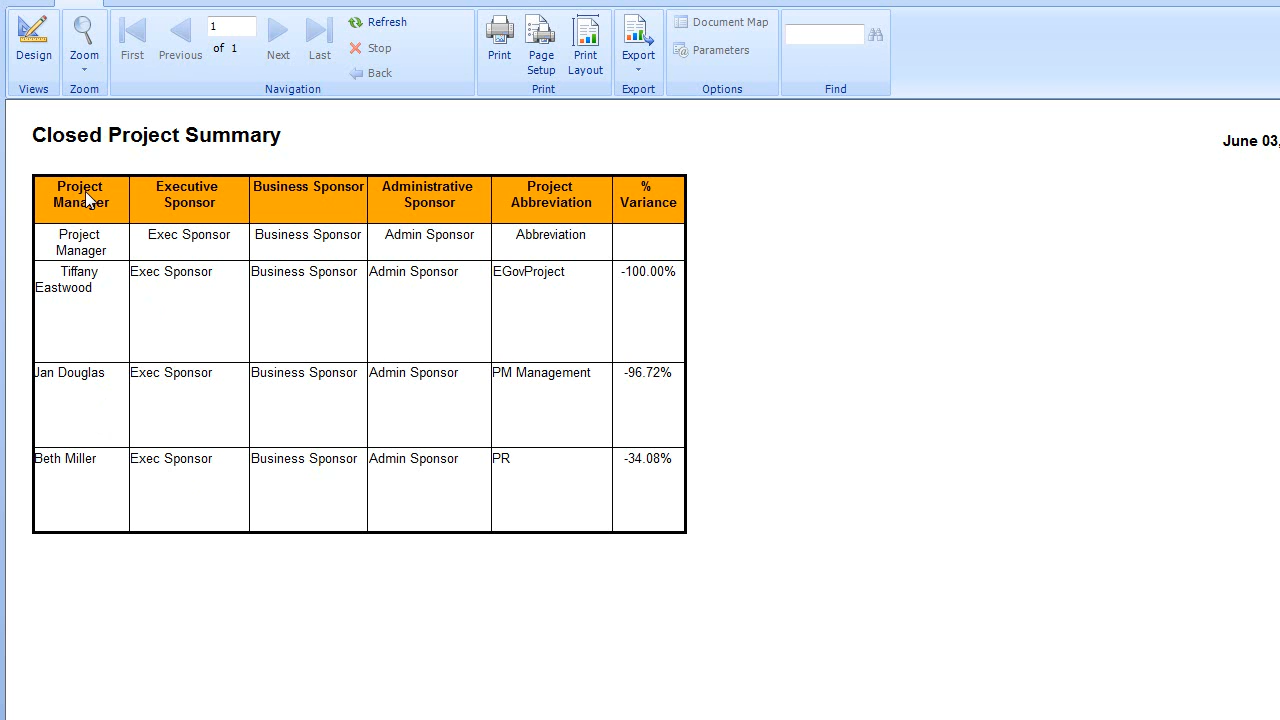 Design
Views
Zoom
Zoom
First
Previous
1
of 1
Next
Last
Refresh
Stop
Back
Navigation
Print
Page
Setup
Print
Layout
Print
Export
Export
Document Map
Parameters
Options
Find
Closed Project Summary
June 03,
Project
Manager
Executive
Sponsor
Business Sponsor
Administrative
Sponsor
Project
Abbreviation
%
Variance
Project
Manager
Exec Sponsor
Business Sponsor
Admin Sponsor
Abbreviation
Tiffany
Eastwood
Exec Sponsor
Business Sponsor
Admin Sponsor
EGovProject
-100.00%
Jan Douglas
Exec Sponsor
Business Sponsor
Admin Sponsor
PM Management
-96.72%
Beth Miller
Exec Sponsor
Business Sponsor
Admin Sponsor
PR
-34.08%